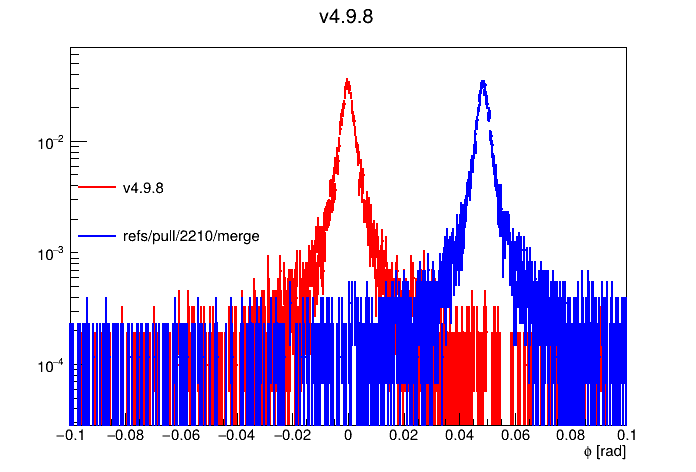 v4.9.8
10⁻²
v4.9.8
refs/pull/2210/merge
10⁻³
10⁻⁴
−0.1 −0.08 −0.06 −0.04 −0.02 0 0.02 0.04 0.06 0.08 0.1
ϕ [rad]